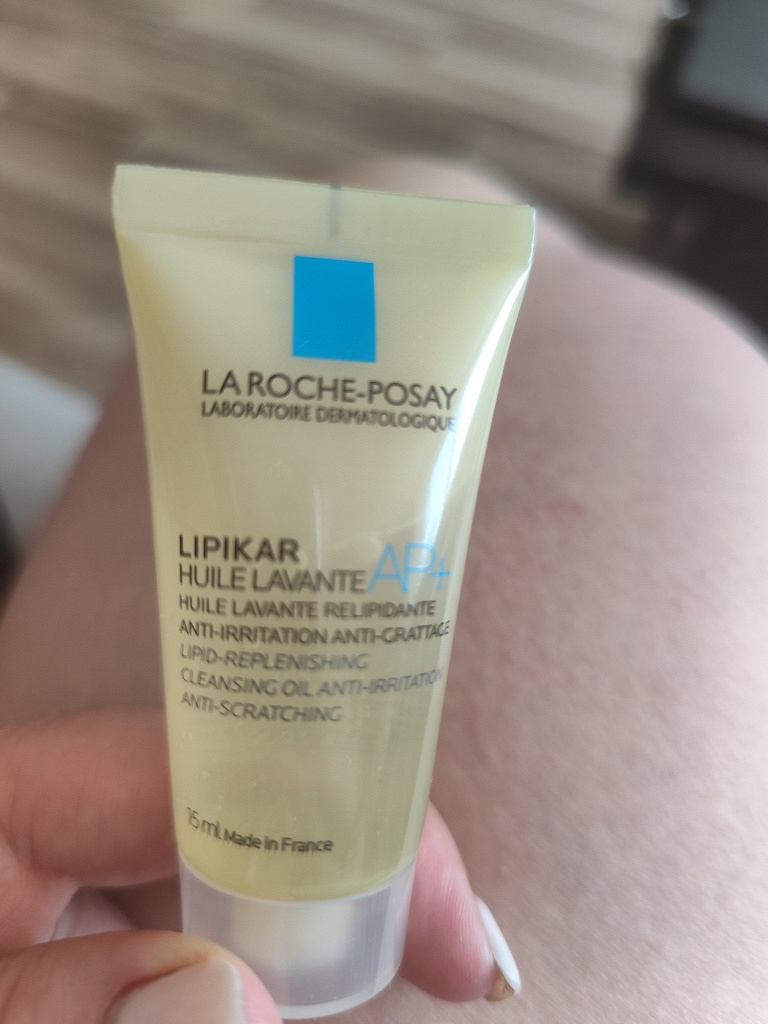 LA ROCHE-POSAY
LABORATOIRE DERMATOLOGIQUE
LIPIKAR
HUILE LAVANTE AP+
HUILE LAVANTE RELIPIDANTE
ANTI-IRRITATION ANTI-GRATTAGE
LIPID-REPLENISHING
CLEANSING OIL ANTI-IRRITATION
ANTI-SCRATCHING
15 ml Made in France